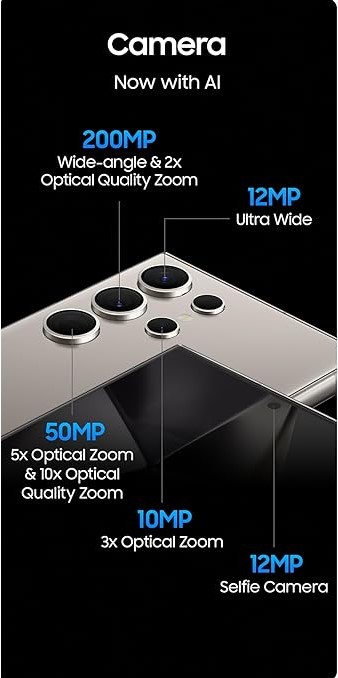 Camera
Now with AI
200MP
Wide-angle & 2x
Optical Quality Zoom
12MP
Ultra Wide
50MP
5x Optical Zoom
& 10x Optical
Quality Zoom
10MP
3x Optical Zoom
12MP
Selfie Camera